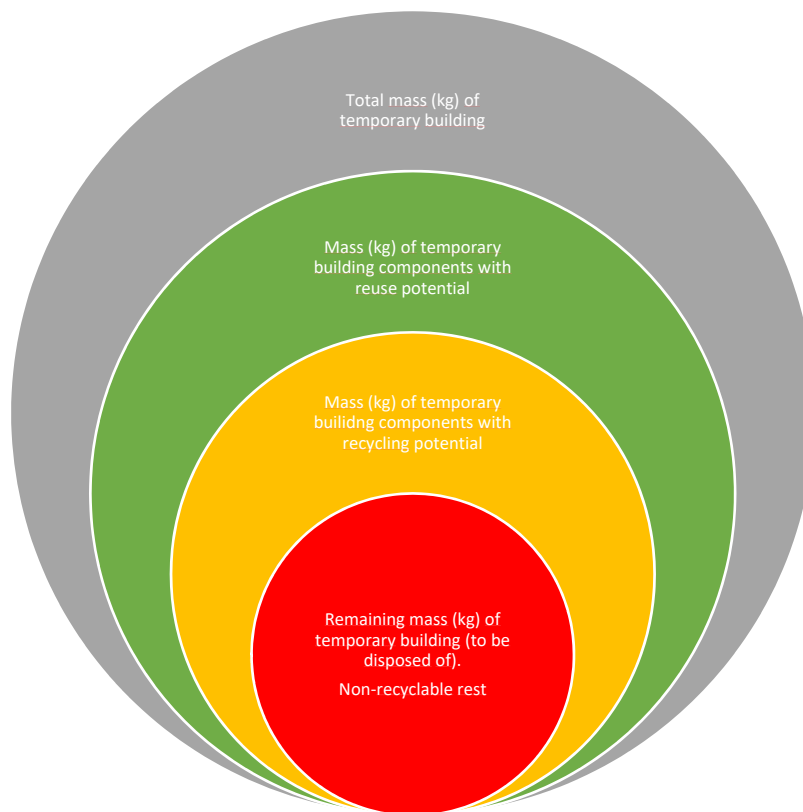 Total mass (kg) of
temporary building
Mass (kg) of temporary
building components with
reuse potential
Mass (kg) of temporary
builidng components with
recycling potential
Remaining mass (kg) of
temporary building (to be
disposed of).
Non-recyclable rest